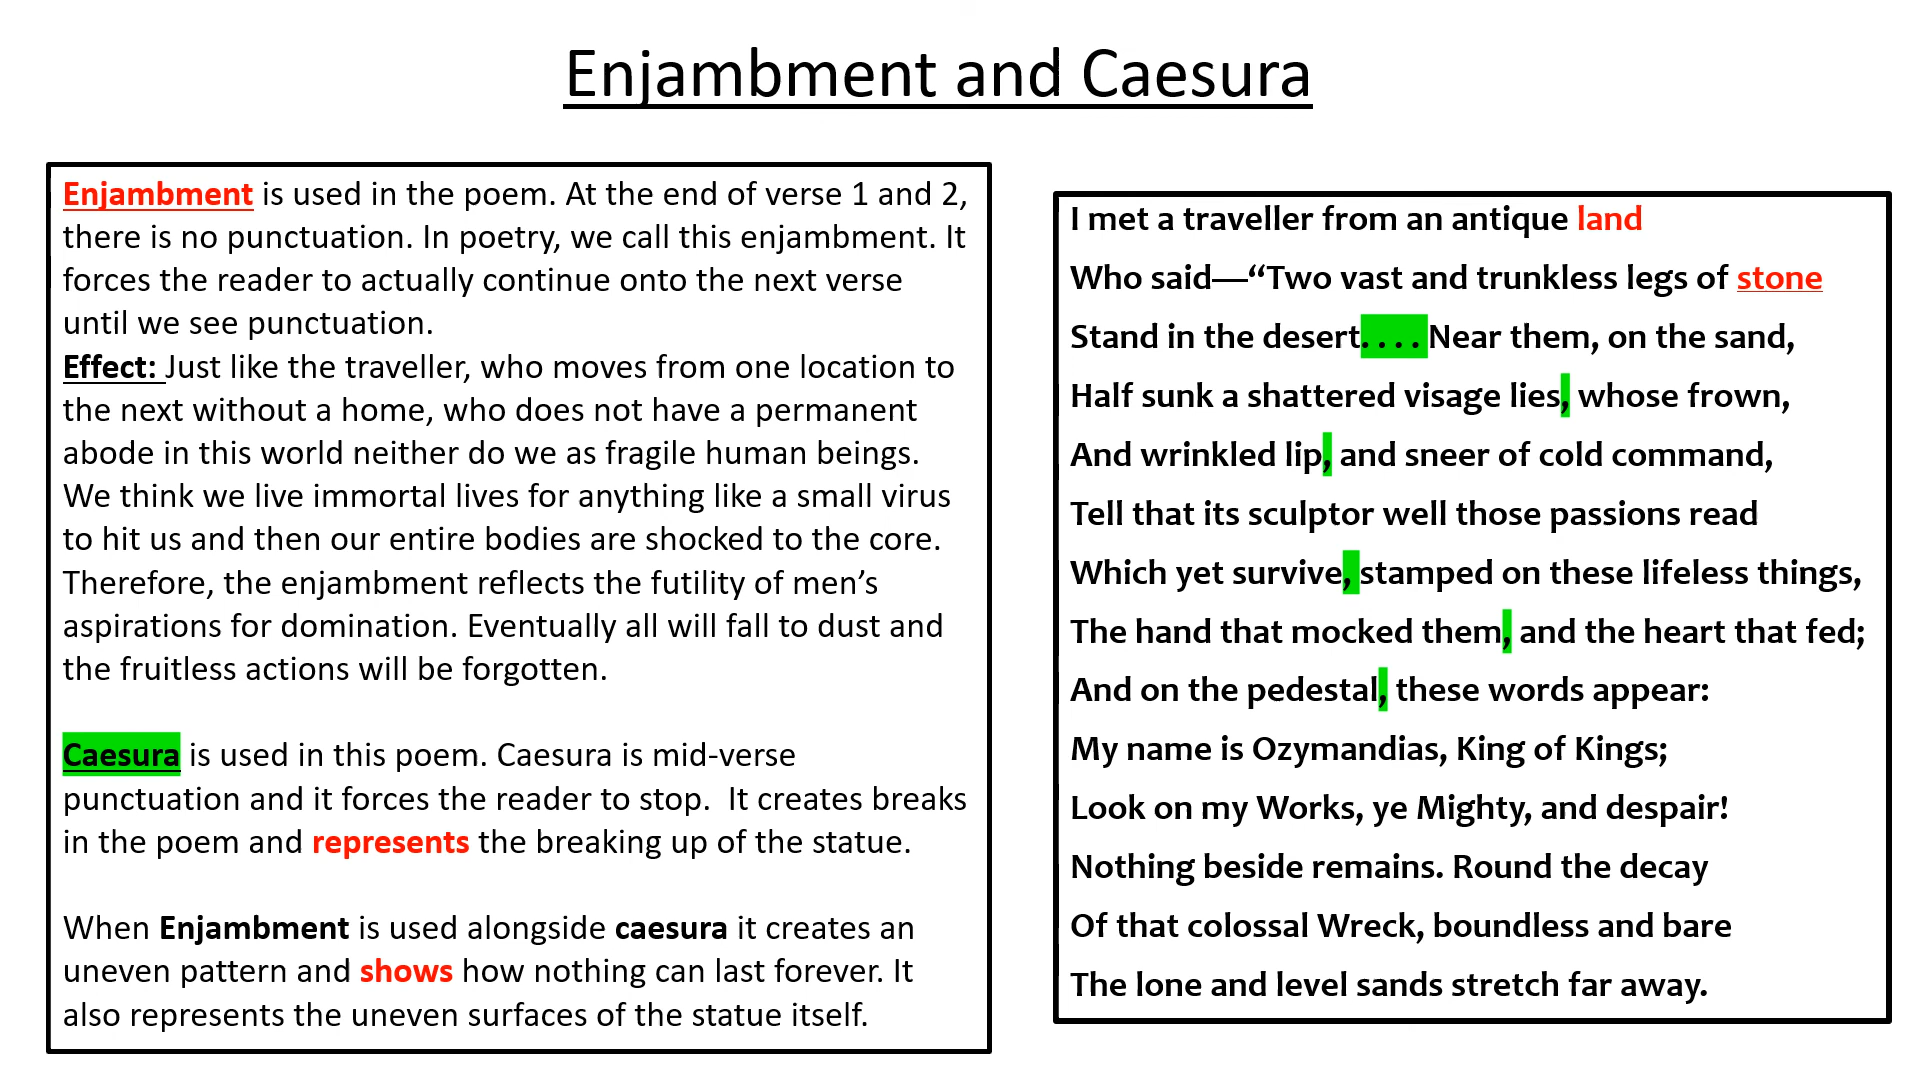 Enjambment and Caesura
Enjambment is used in the poem. At the end of verse 1 and 2,
there is no punctuation. In poetry, we call this enjambment. It
forces the reader to actually continue onto the next verse
until we see punctuation.
Effect: Just like the traveller, who moves from one location to
the next without a home, who does not have a permanent
abode in this world neither do we as fragile human beings.
We think we live immortal lives for anything like a small virus
to hit us and then our entire bodies are shocked to the core.
Therefore, the enjambment reflects the futility of men’s
aspirations for domination. Eventually all will fall to dust and
the fruitless actions will be forgotten.
Caesura is used in this poem. Caesura is mid-verse
punctuation and it forces the reader to stop.  It creates breaks
in the poem and represents the breaking up of the statue.
When Enjambment is used alongside caesura it creates an
uneven pattern and shows how nothing can last forever. It
also represents the uneven surfaces of the statue itself.
I met a traveller from an antique land
Who said—“Two vast and trunkless legs of stone
Stand in the desert. . . . Near them, on the sand,
Half sunk a shattered visage lies, whose frown,
And wrinkled lip, and sneer of cold command,
Tell that its sculptor well those passions read
Which yet survive, stamped on these lifeless things,
The hand that mocked them, and the heart that fed;
And on the pedestal, these words appear:
My name is Ozymandias, King of Kings;
Look on my Works, ye Mighty, and despair!
Nothing beside remains. Round the decay
Of that colossal Wreck, boundless and bare
The lone and level sands stretch far away.